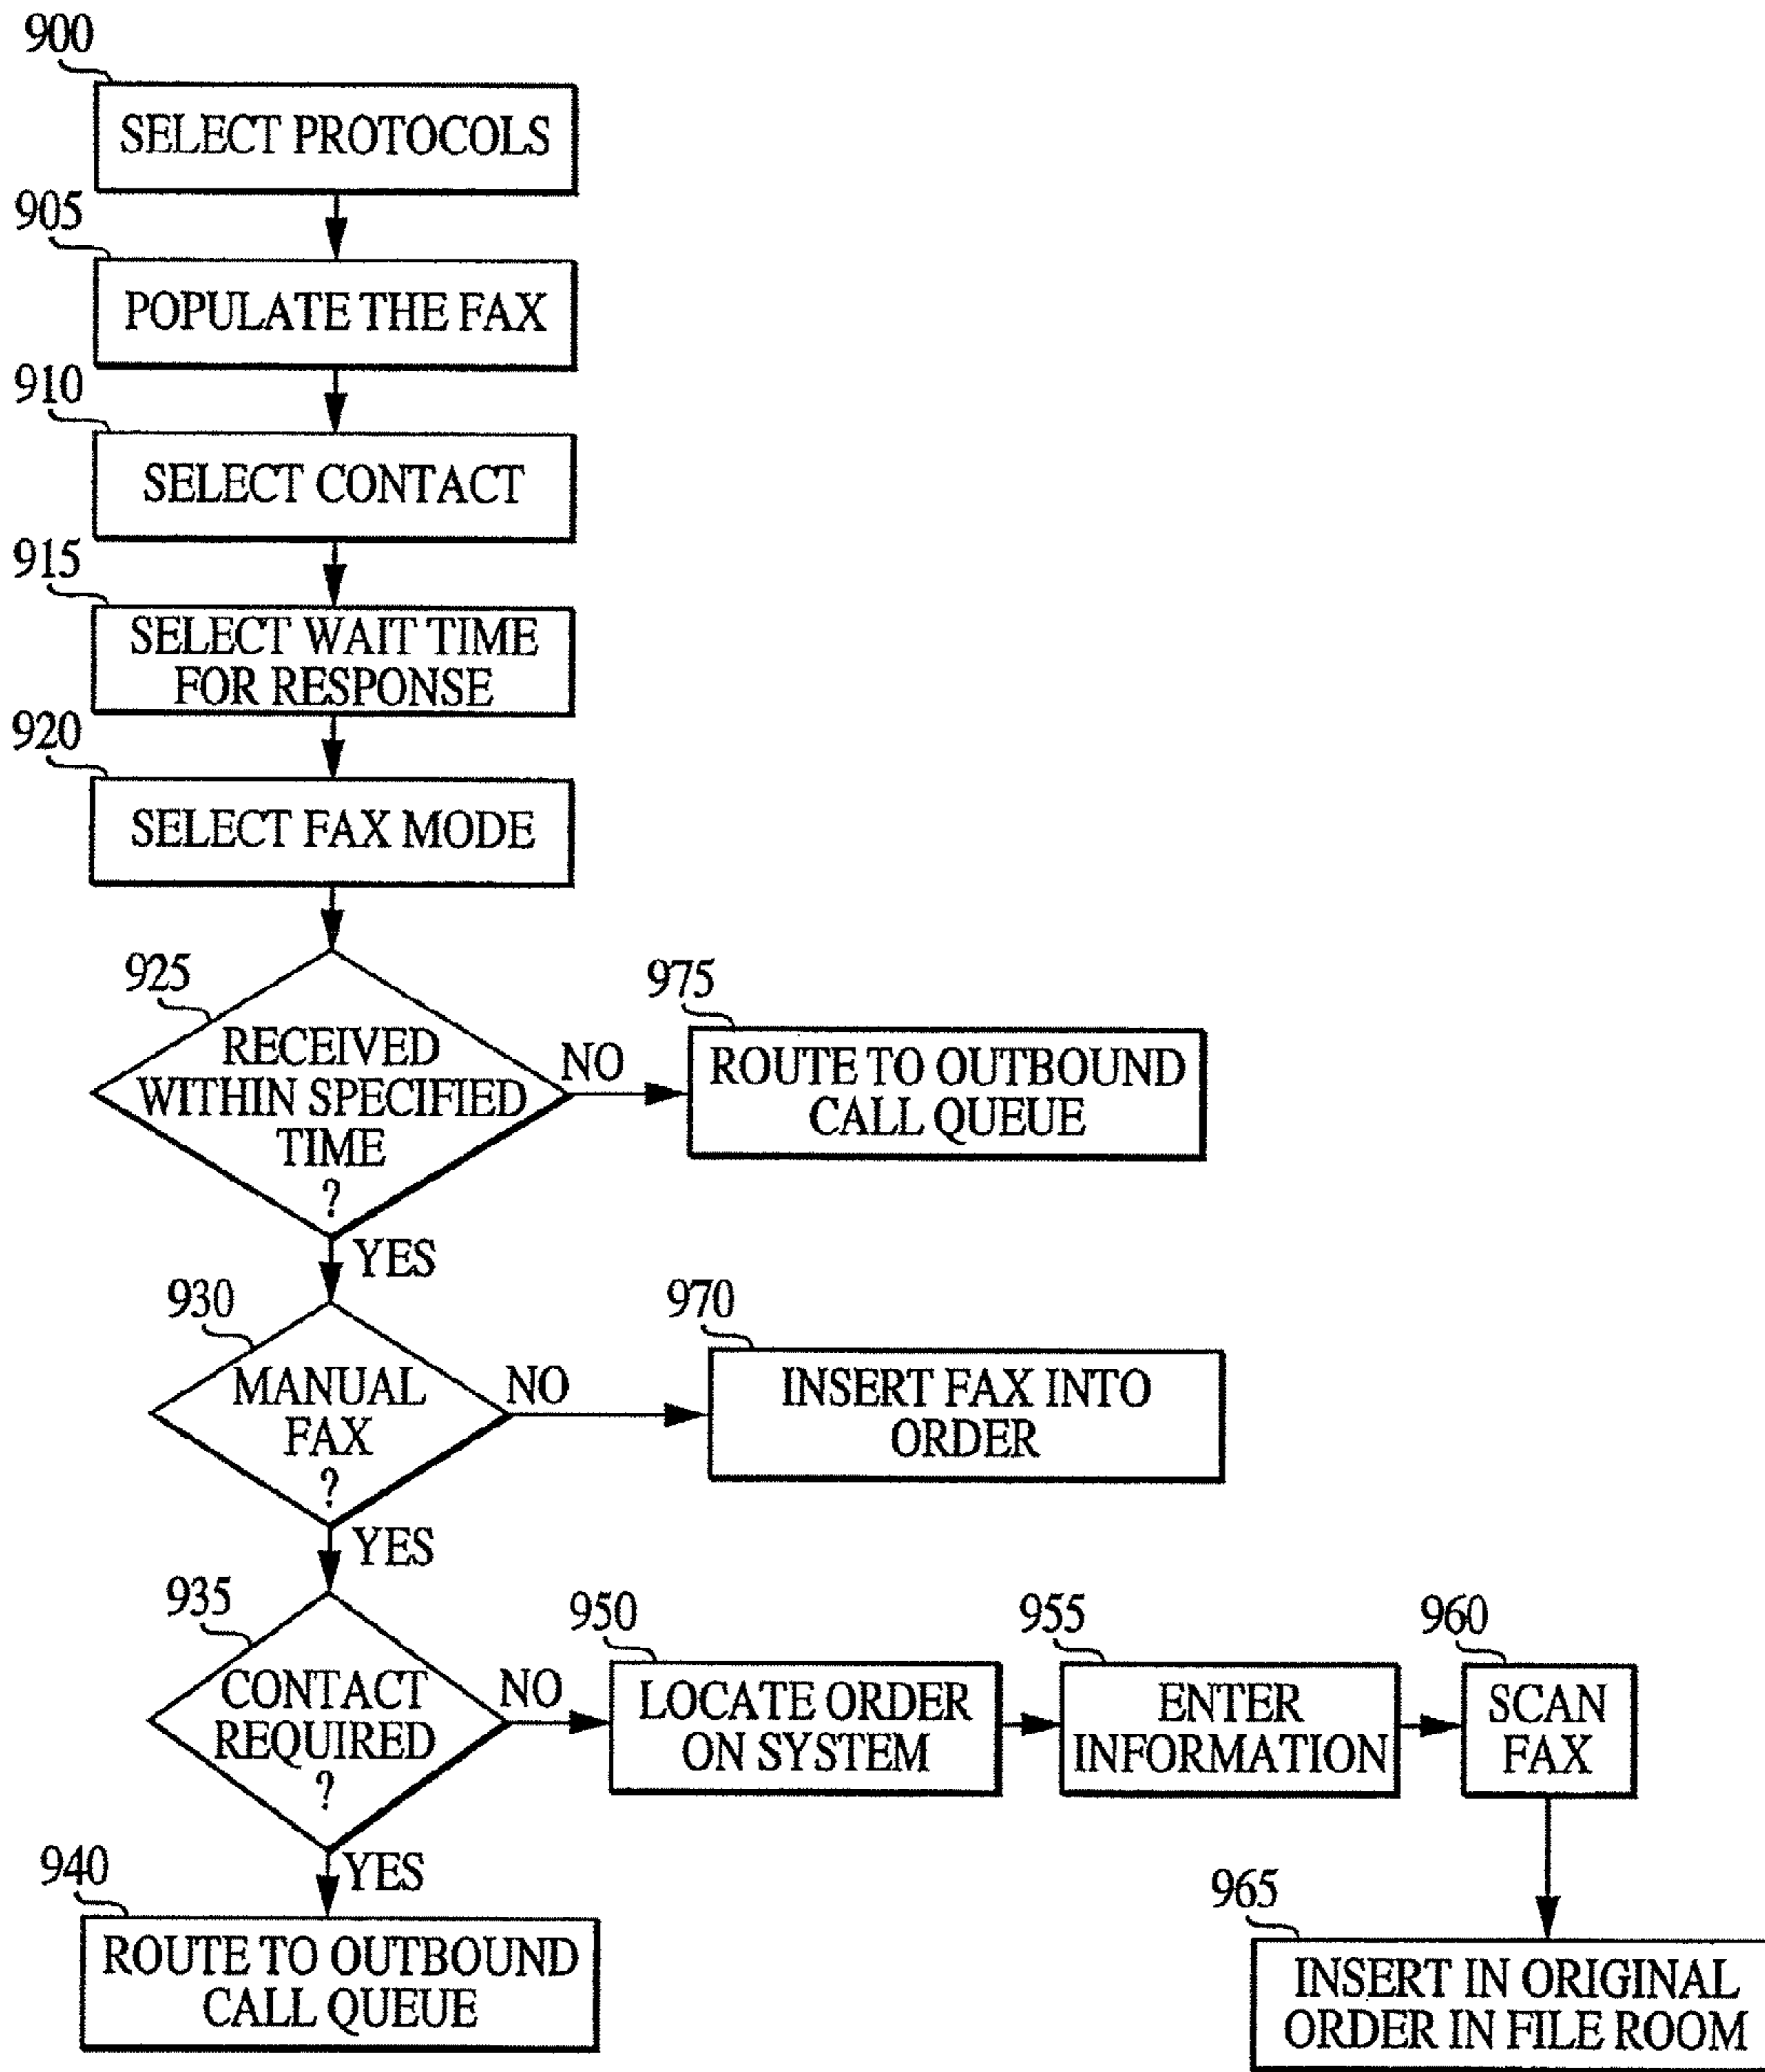 900
SELECT PROTOCOLS
905
POPULATE THE FAX
910
SELECT CONTACT
915
SELECT WAIT TIME
FOR RESPONSE
920
SELECT FAX MODE
925
RECEIVED
WITHIN SPECIFIED
TIME
?
NO
975
ROUTE TO OUTBOUND
CALL QUEUE
YES
930
MANUAL
FAX
?
NO
970
INSERT FAX INTO
ORDER
YES
935
CONTACT
REQUIRED
?
NO
950
LOCATE ORDER
ON SYSTEM
955
ENTER
INFORMATION
960
SCAN
FAX
YES
940
ROUTE TO OUTBOUND
CALL QUEUE
965
INSERT IN ORIGINAL
ORDER IN FILE ROOM